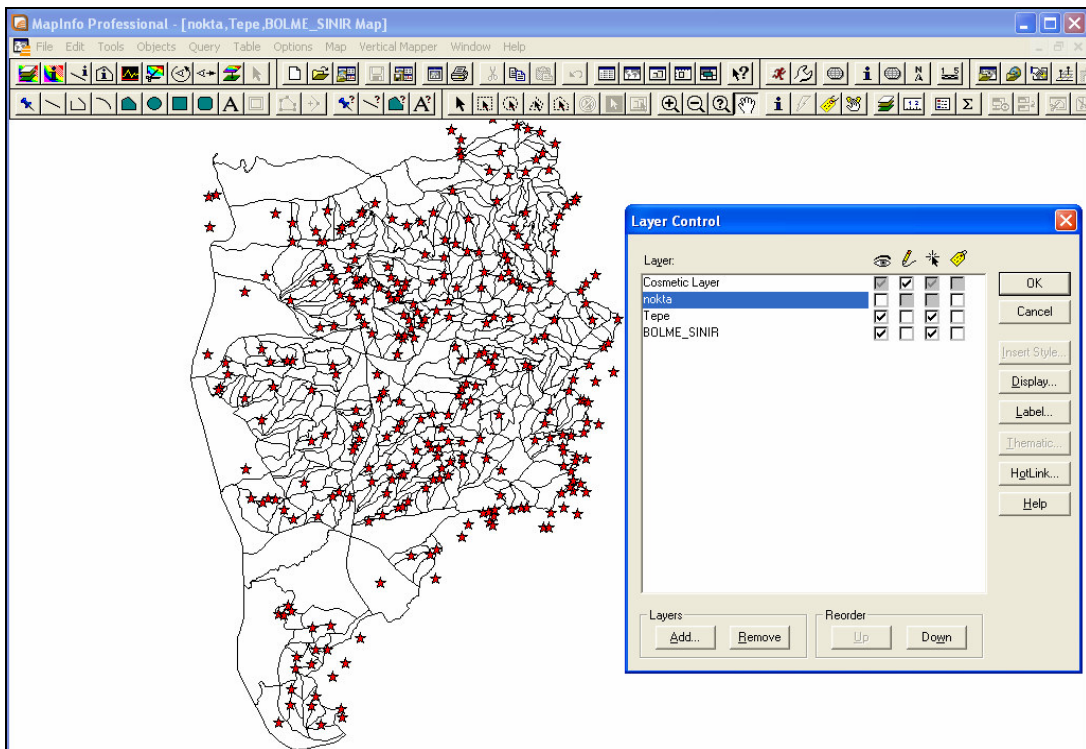 MapInfo Professional - [nokta,Tepe,BOLME_SINIR Map]
File Edit Tools Objects Query Table Options Map Vertical Mapper Window Help
Layer Control
Layer:
Cosmetic Layer
nokta
Tepe
BOLME_SINIR
OK
Cancel
Insert Style...
Display...
Label...
Thematic...
HotLink...
Help
Layers
Add...
Remove
Reorder
Up
Down